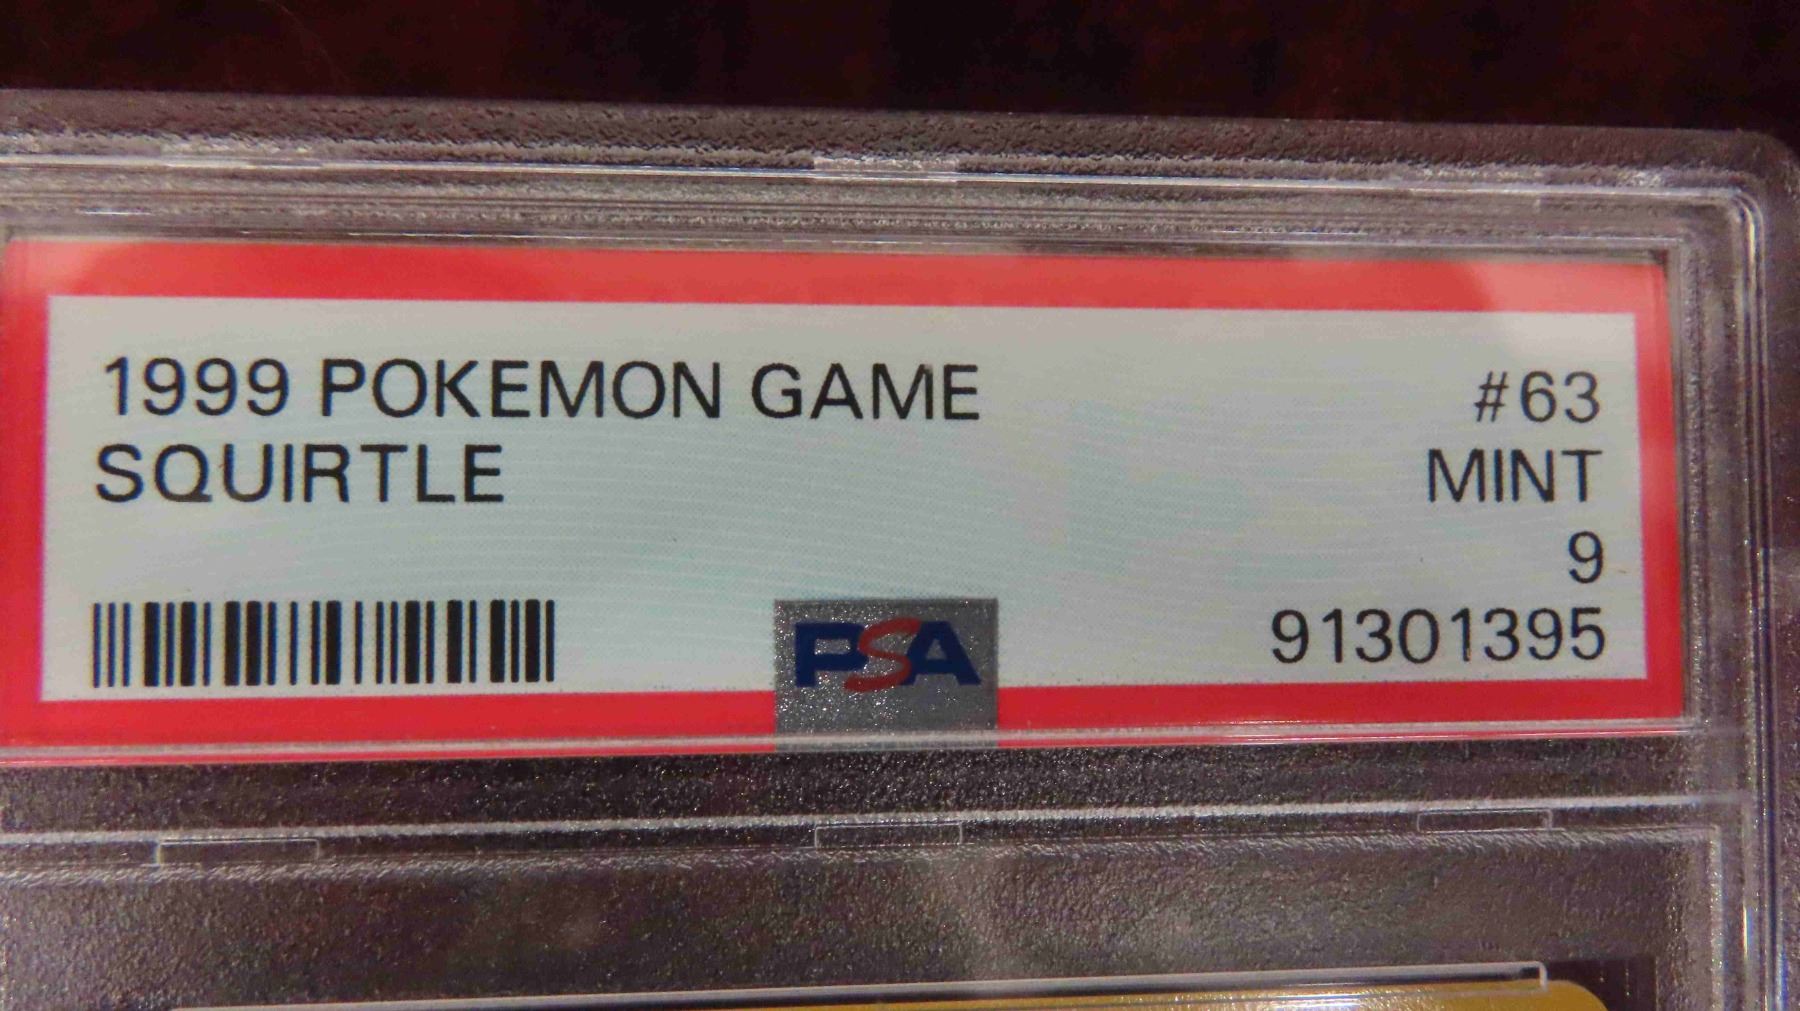 1999 POKEMON GAME #63
SQUIRTLE MINT
9
PSA 91301395